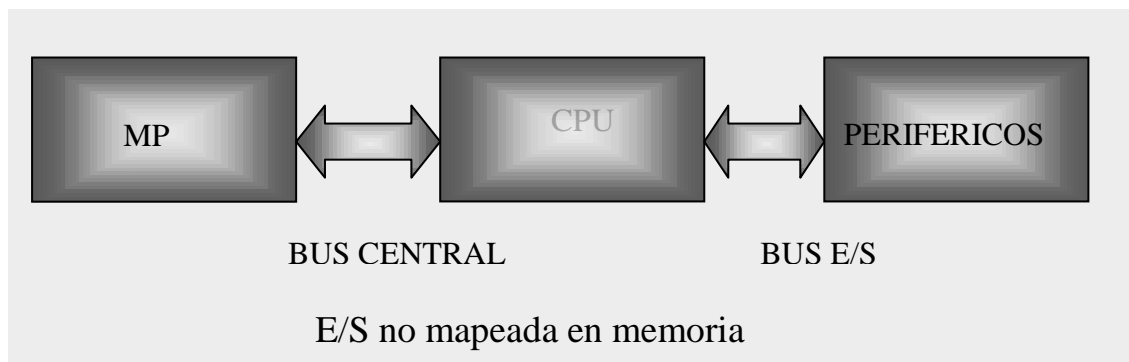 MP
CPU
PERIFERICOS
BUS CENTRAL
BUS E/S
E/S no mapeada en memoria